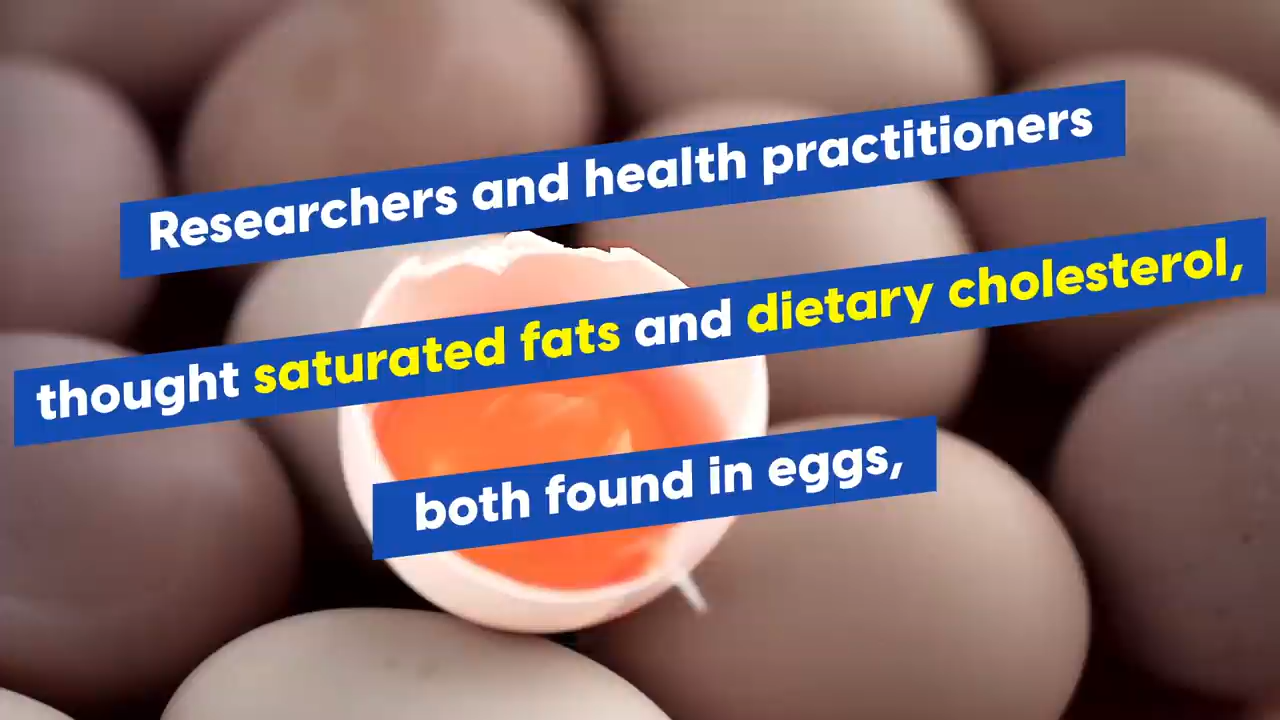 Researchers and health practitioners
thought saturated fats and dietary cholesterol,
both found in eggs,